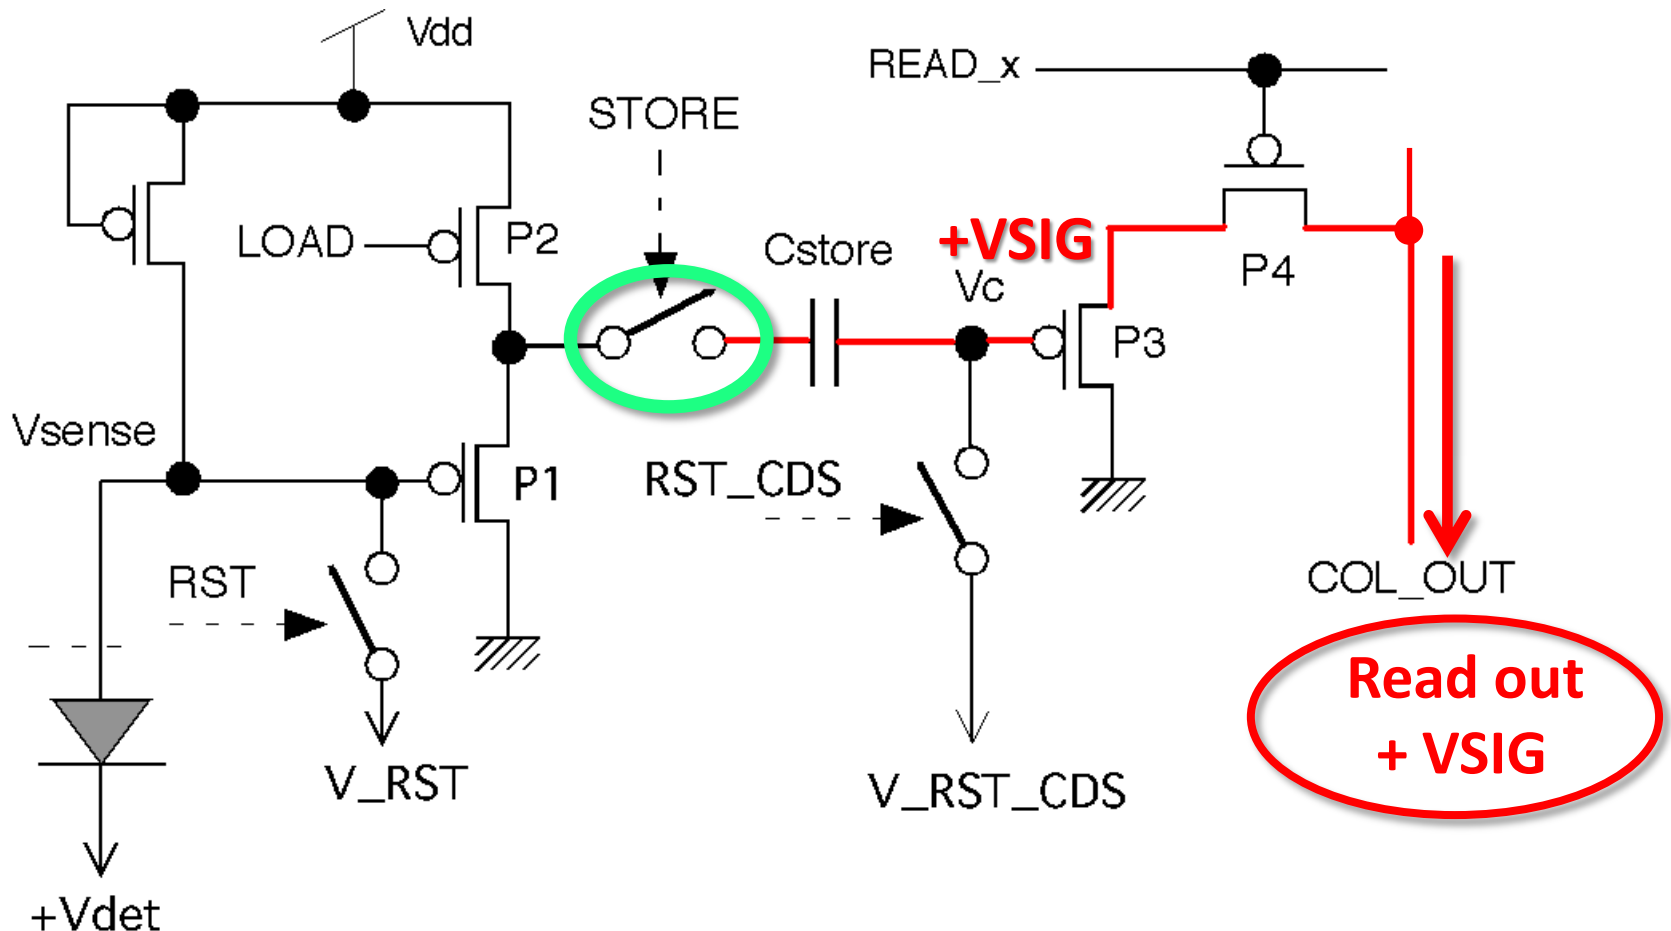 Vdd
READ_x
STORE
LOAD
P2
+VSIG
Cstore
Vc
P4
P3
Vsense
P1
RST_CDS
RST
COL_OUT
Read out
+ VSIG
V_RST
V_RST_CDS
+Vdet